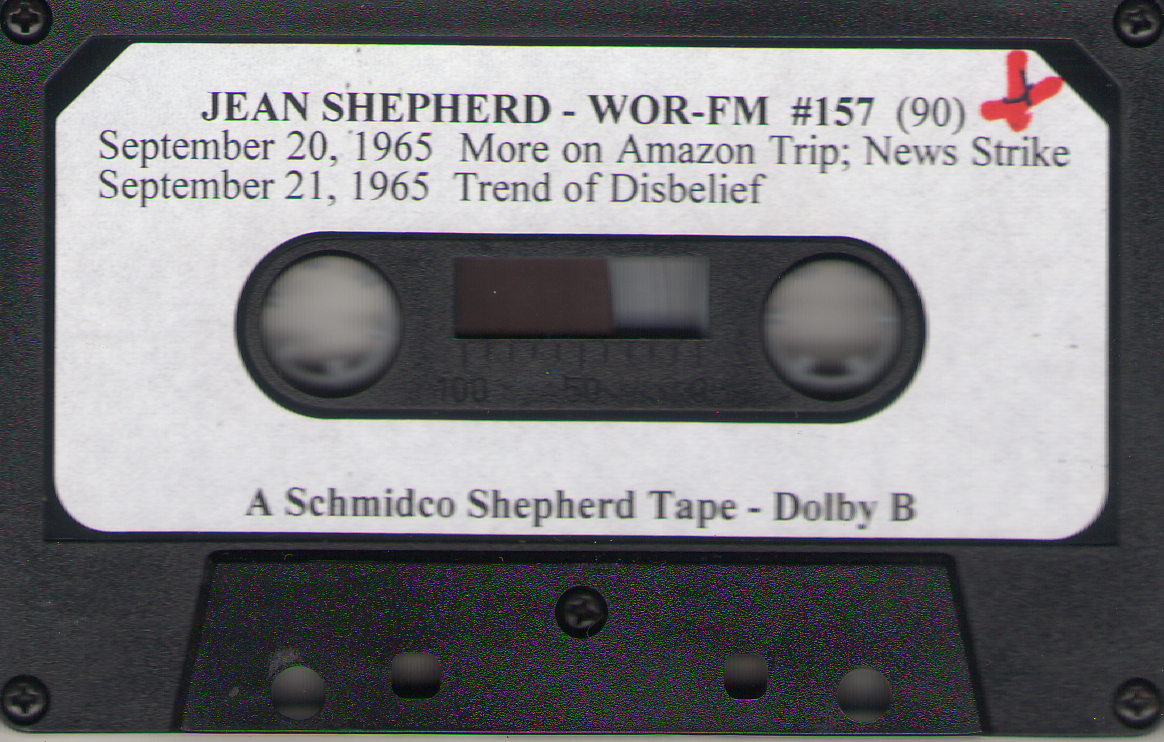 JEAN SHEPHERD - WOR-FM #157 (90)
September 20, 1965 More on Amazon Trip; News Strike
September 21, 1965 Trend of Disbelief
100 50 0
A Schmidco Shepherd Tape - Dolby B